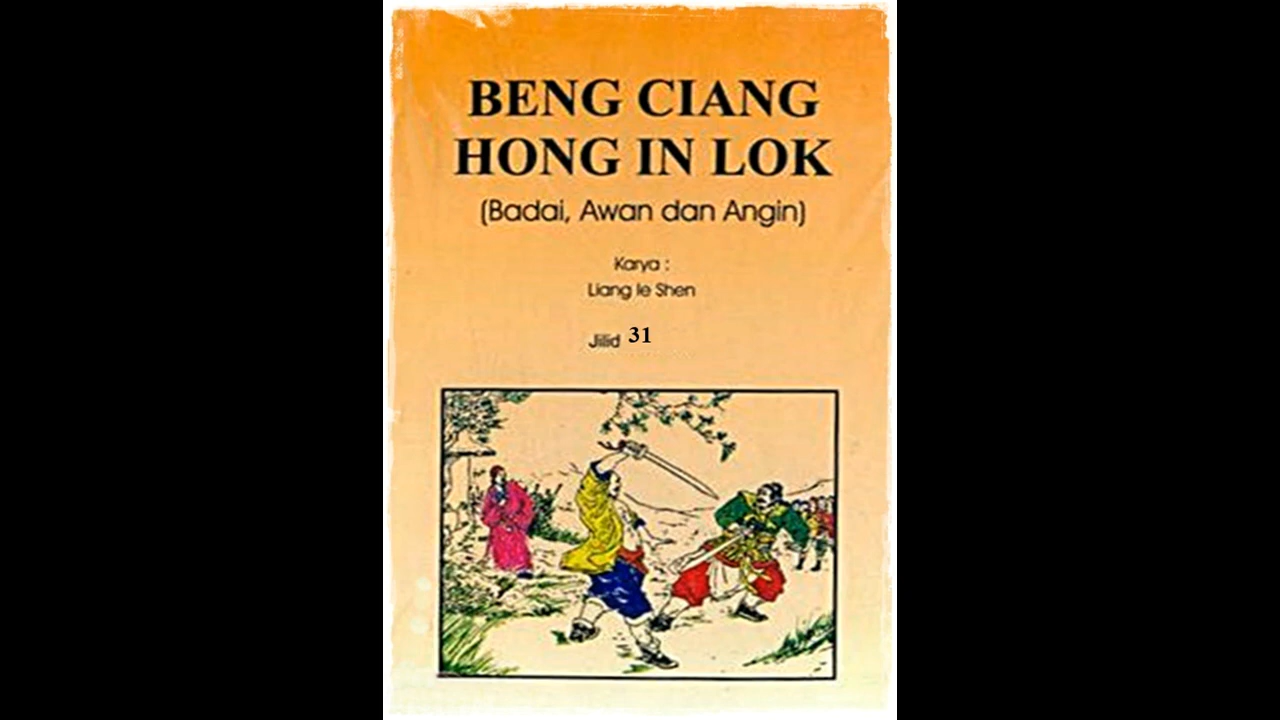 BENG CIANG
HONG IN LOK
(Badai, Awan dan Angin)
Karya :
Liang Ie Shen
Jilid 31